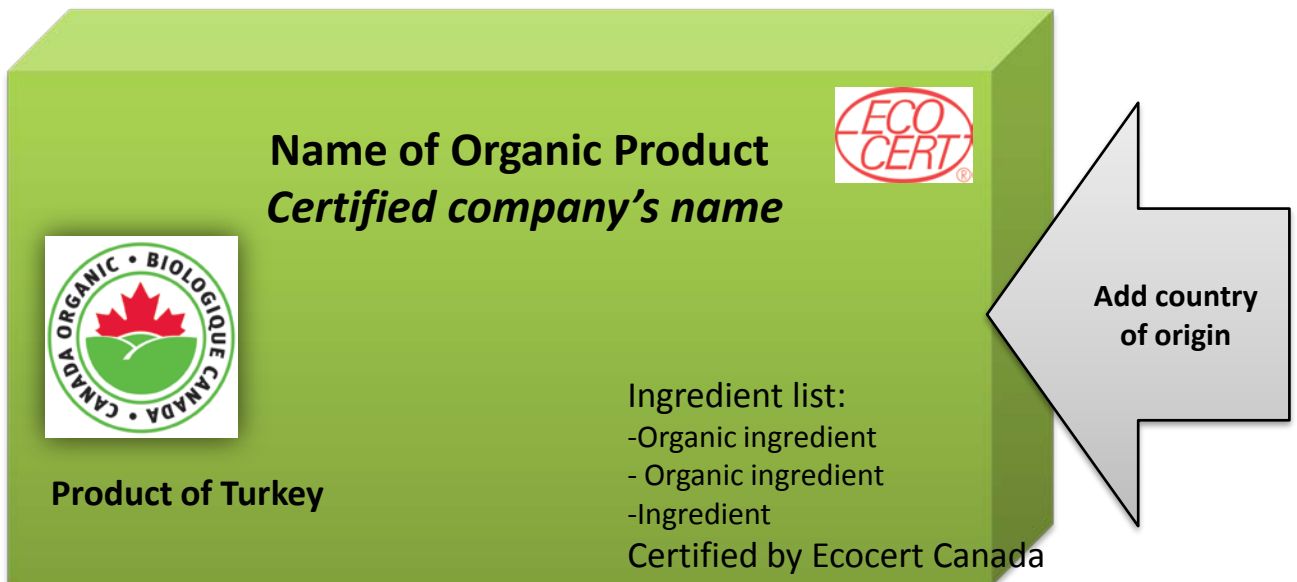 Name of Organic Product
Certified company's name
ECO
CERT
®
CANADA ORGANIC • BIOLOGIQUE CANADA •
Add country
of origin
Product of Turkey
Ingredient list:
-Organic ingredient
- Organic ingredient
-Ingredient
Certified by Ecocert Canada